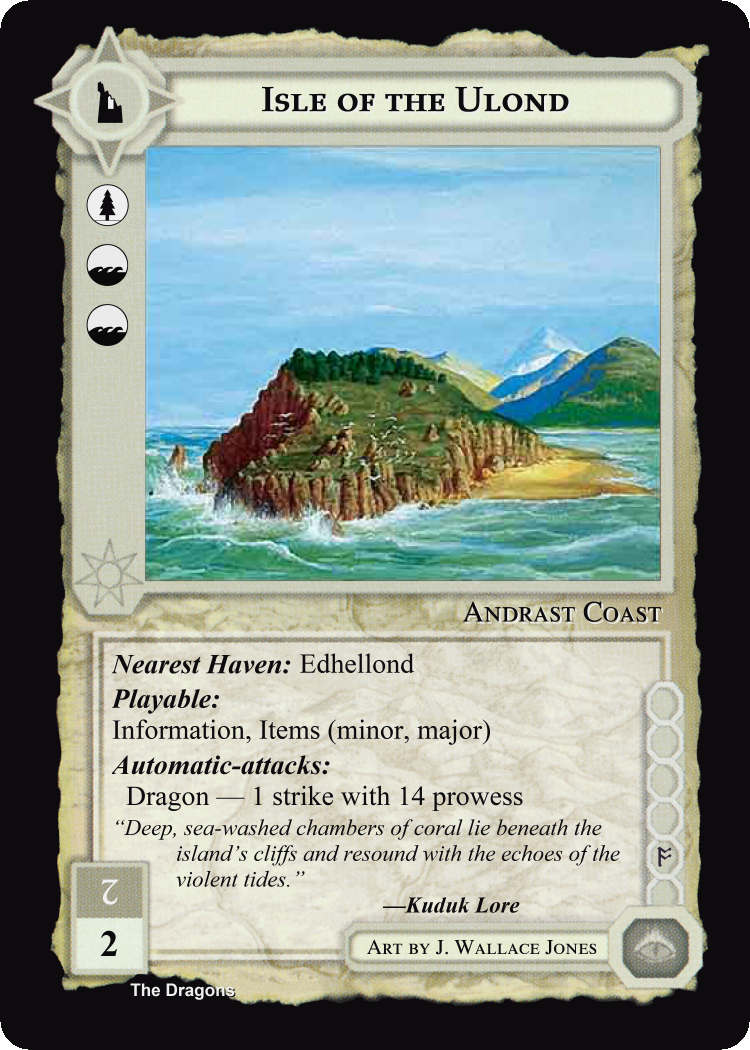 Isle of the Ulond
Andrast Coast
Nearest Haven: Edhellond
Playable:
Information, Items (minor, major)
Automatic-attacks:
Dragon — 1 strike with 14 prowess
“Deep, sea-washed chambers of coral lie beneath the
island’s cliffs and resound with the echoes of the
violent tides.”
—Kuduk Lore
2
2
Art by J. Wallace Jones
The Dragons